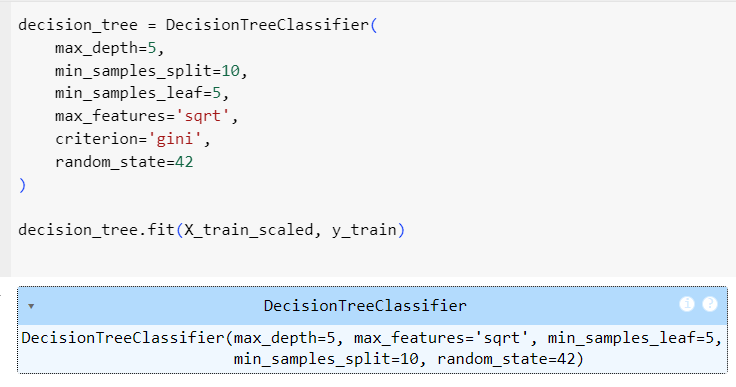 decision_tree = DecisionTreeClassifier(
    max_depth=5,
    min_samples_split=10,
    min_samples_leaf=5,
    max_features='sqrt',
    criterion='gini',
    random_state=42
)
decision_tree.fit(X_train_scaled, y_train)
▾ DecisionTreeClassifier i ?
DecisionTreeClassifier(max_depth=5, max_features='sqrt', min_samples_leaf=5,
                       min_samples_split=10, random_state=42)